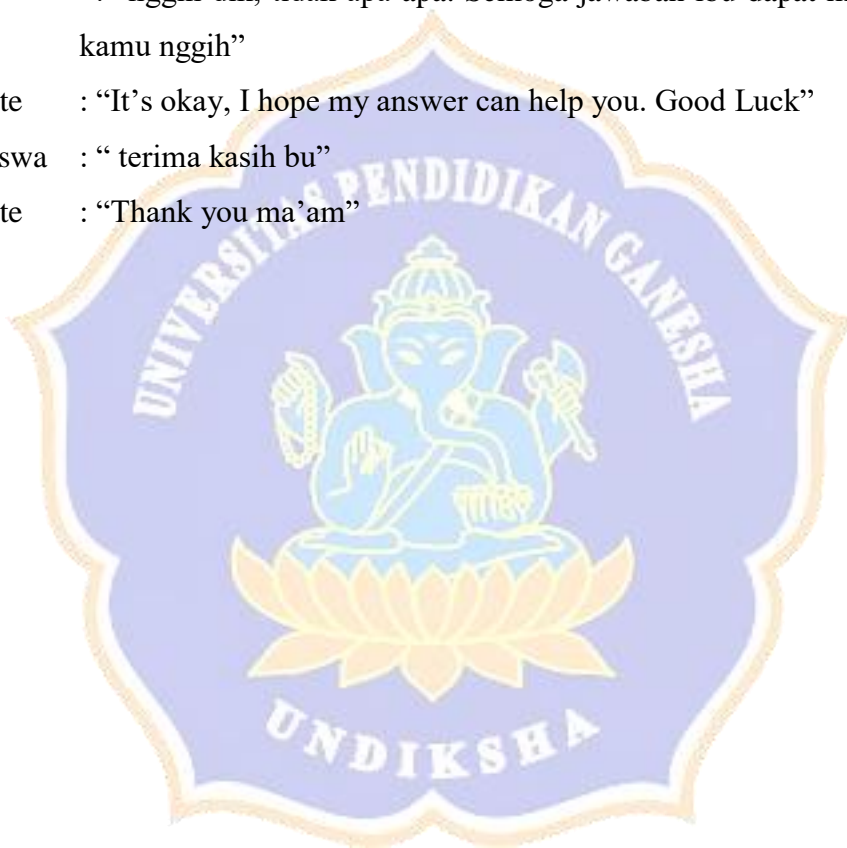 kamu nggih”
te : “It’s okay, I hope my answer can help you. Good Luck”
swa : “ terima kasih bu”
te : “Thank you ma’am”
UNIVERSITAS PENDIDIKAN GANESHA
UNDIKSHA